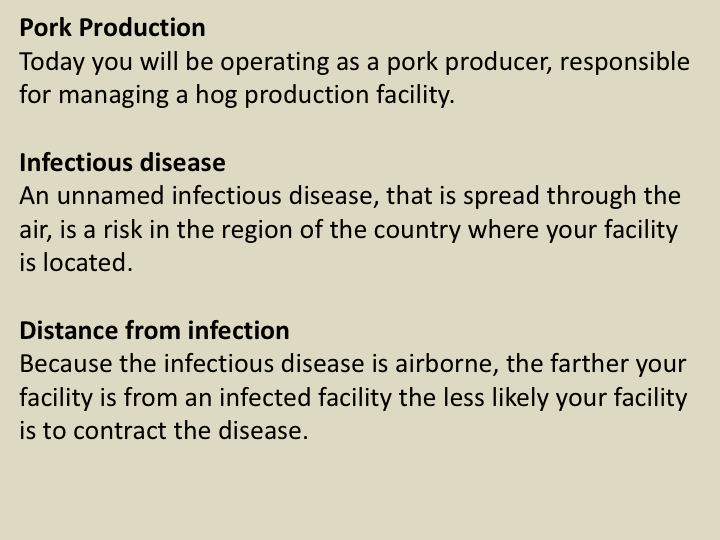 Pork Production
Today you will be operating as a pork producer, responsible
for managing a hog production facility.
Infectious disease
An unnamed infectious disease, that is spread through the
air, is a risk in the region of the country where your facility
is located.
Distance from infection
Because the infectious disease is airborne, the farther your
facility is from an infected facility the less likely your facility
is to contract the disease.